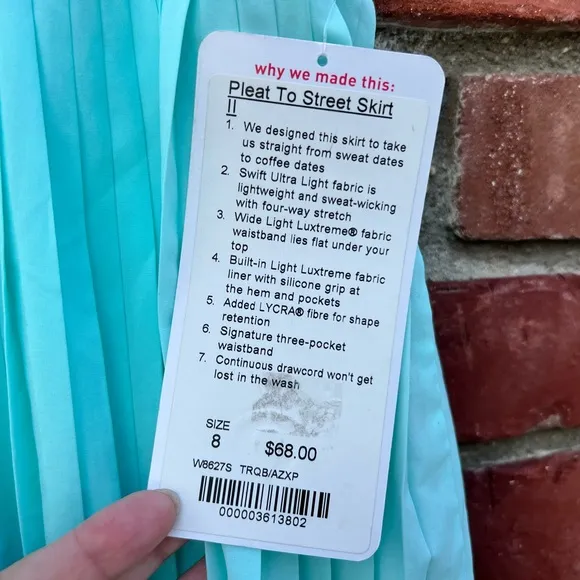 why we made this:
Pleat To Street Skirt
II
1. We designed this skirt to take
us straight from sweat dates
to coffee dates
2. Swift Ultra Light fabric is
lightweight and sweat-wicking
with four-way stretch
3. Wide Light Luxtreme® fabric
waistband lies flat under your
top
4. Built-in Light Luxtreme fabric
liner with silicone grip at
the hem and pockets
5. Added LYCRA® fibre for shape
retention
6. Signature three-pocket
waistband
7. Continuous drawcord won't get
lost in the wash
SIZE
8 $68.00
W8627S TRQB/AZXP
000003613802